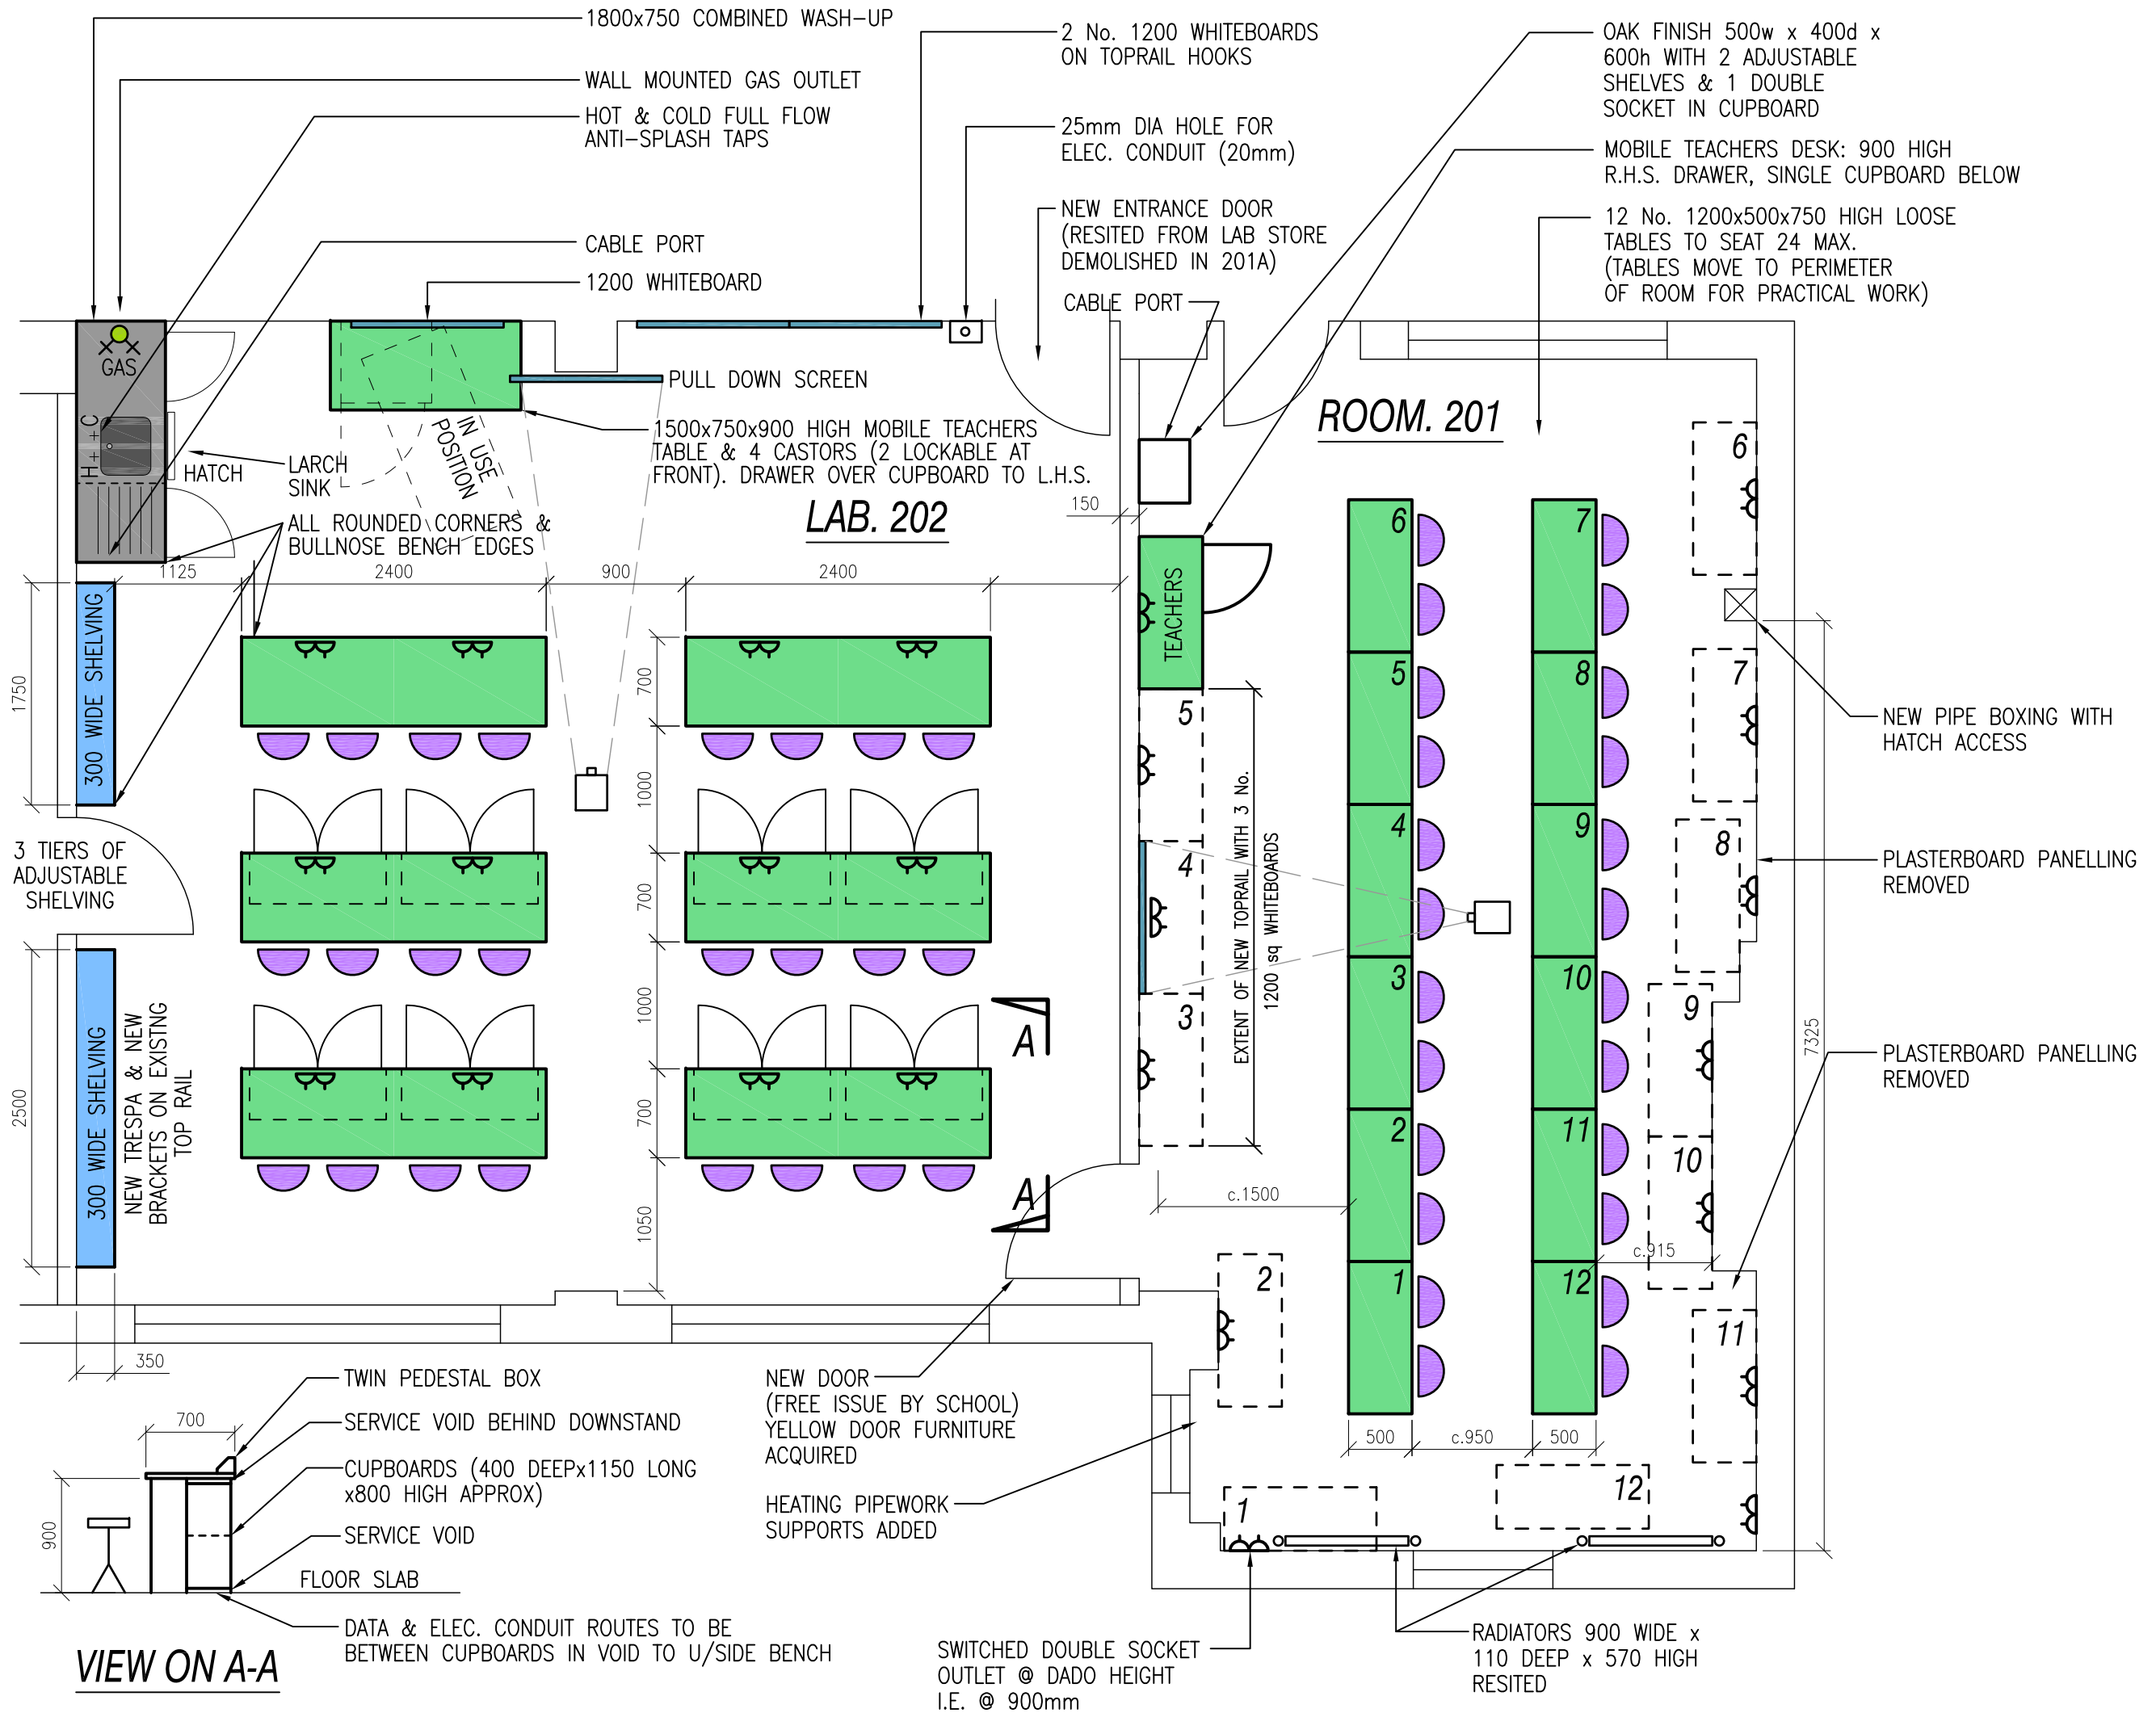 1800x750 COMBINED WASH-UP
WALL MOUNTED GAS OUTLET
HOT & COLD FULL FLOW
ANTI-SPLASH TAPS
CABLE PORT
1200 WHITEBOARD
2 No. 1200 WHITEBOARDS
ON TOPRAIL HOOKS
25mm DIA HOLE FOR
ELEC. CONDUIT (20mm)
NEW ENTRANCE DOOR
(RESITED FROM LAB STORE
DEMOLISHED IN 201A)
CABLE PORT
OAK FINISH 500w x 400d x
600h WITH 2 ADJUSTABLE
SHELVES & 1 DOUBLE
SOCKET IN CUPBOARD
MOBILE TEACHERS DESK: 900 HIGH
R.H.S. DRAWER, SINGLE CUPBOARD BELOW
12 No. 1200x500x750 HIGH LOOSE
TABLES TO SEAT 24 MAX.
(TABLES MOVE TO PERIMETER
OF ROOM FOR PRACTICAL WORK)
GAS
H + + C
HATCH
LARCH
SINK
IN USE
POSITION
PULL DOWN SCREEN
1500x750x900 HIGH MOBILE TEACHERS
TABLE & 4 CASTORS (2 LOCKABLE AT
FRONT). DRAWER OVER CUPBOARD TO L.H.S.
LAB. 202
ROOM. 201
150
ALL ROUNDED CORNERS &
BULLNOSE BENCH EDGES
1125
2400
900
2400
1750
300 WIDE SHELVING
3 TIERS OF
ADJUSTABLE
SHELVING
2500
300 WIDE SHELVING
NEW TRESPA & NEW
BRACKETS ON EXISTNG
TOP RAIL
350
700
1000
700
1000
700
1050
A
A
TEACHERS
5
4
3
2
1
EXTENT OF NEW TOPRAIL WITH 3 No.
1200 sq WHITEBOARDS
6
5
4
3
2
1
7
8
9
10
11
12
6
7
8
9
10
11
12
c.1500
c.915
500
c.950
500
7325
NEW PIPE BOXING WITH
HATCH ACCESS
PLASTERBOARD PANELLING
REMOVED
PLASTERBOARD PANELLING
REMOVED
TWIN PEDESTAL BOX
SERVICE VOID BEHIND DOWNSTAND
CUPBOARDS (400 DEEPx1150 LONG
x800 HIGH APPROX)
SERVICE VOID
FLOOR SLAB
DATA & ELEC. CONDUIT ROUTES TO BE
BETWEEN CUPBOARDS IN VOID TO U/SIDE BENCH
700
900
VIEW ON A-A
NEW DOOR
(FREE ISSUE BY SCHOOL)
YELLOW DOOR FURNITURE
ACQUIRED
HEATING PIPEWORK
SUPPORTS ADDED
SWITCHED DOUBLE SOCKET
OUTLET @ DADO HEIGHT
I.E. @ 900mm
RADIATORS 900 WIDE x
110 DEEP x 570 HIGH
RESITED